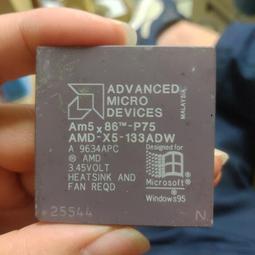 ADVANCED
MICRO
DEVICES
MALAYSIA
Am5x86™-P75
AMD-X5-133ADW
A 9634APC
© AMD
3.45VOLT
HEATSINK AND
FAN REQD
Designed for
Microsoft®
Windows95
25544
N